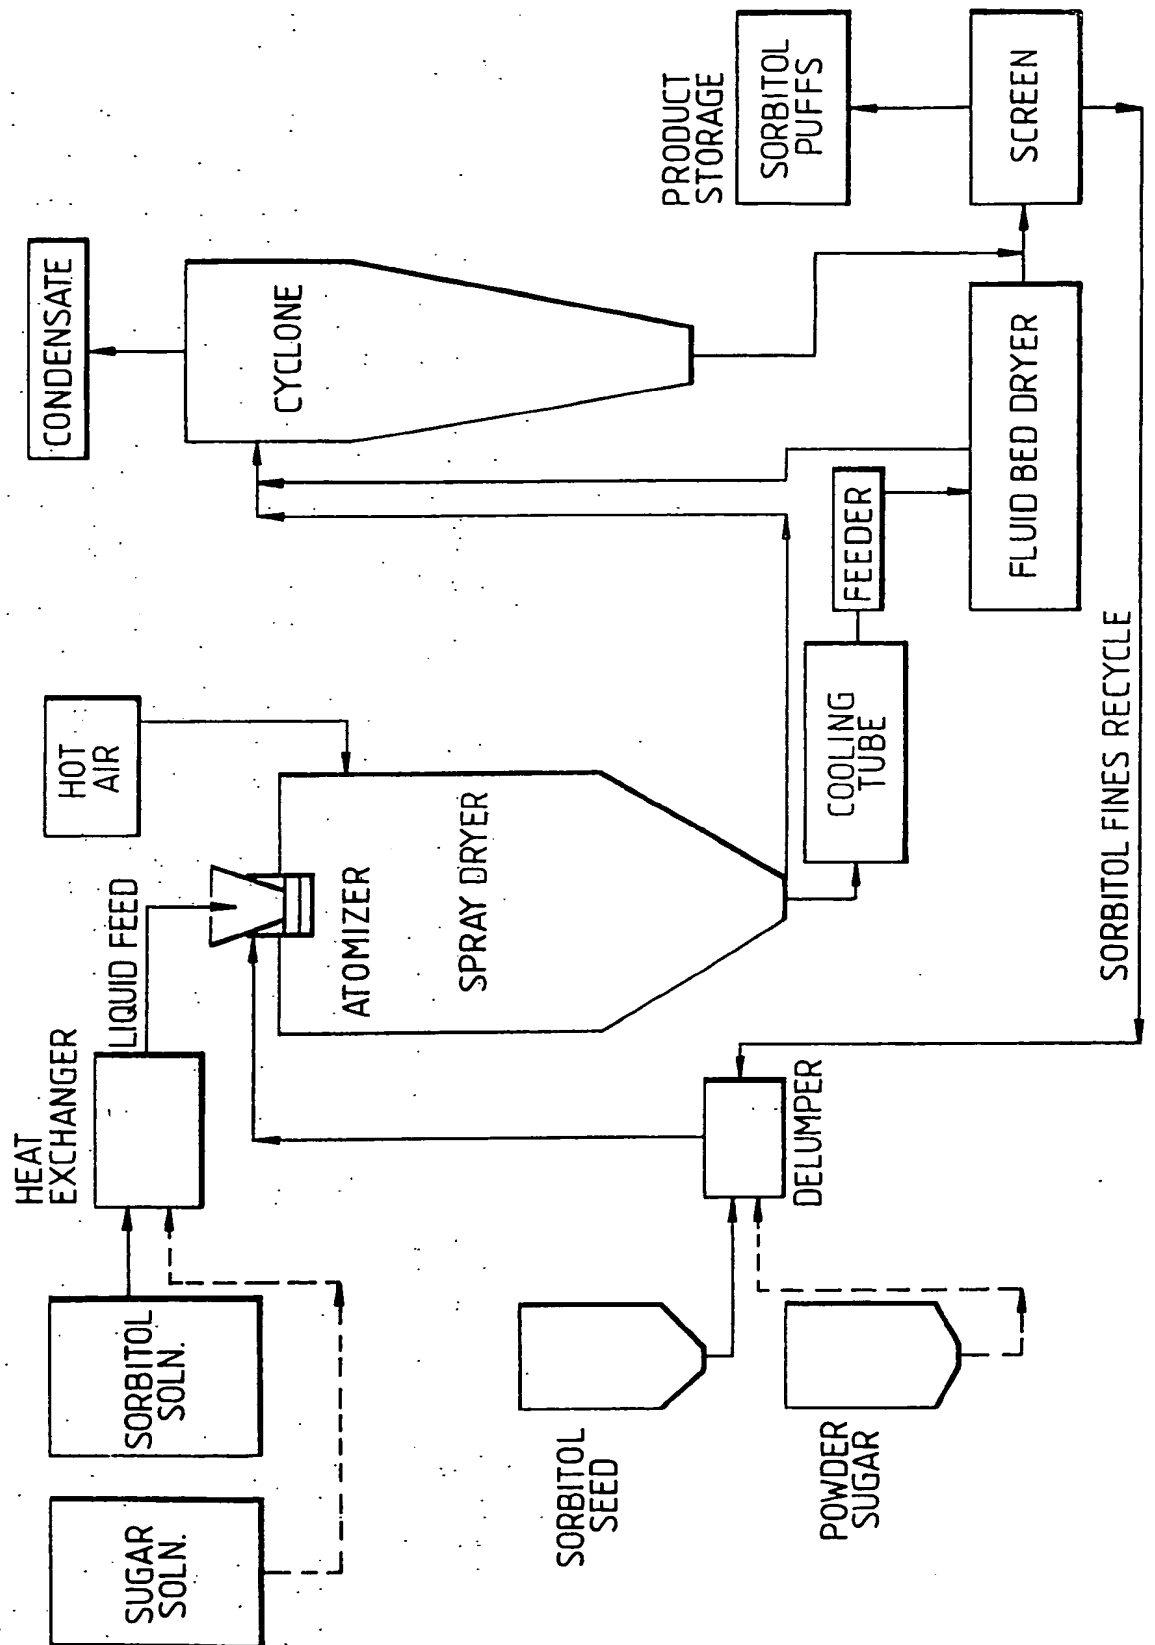 SUGAR
SOLN.
SORBITOL
SOLN.
HEAT
EXCHANGER
LIQUID FEED
HOT
AIR
CONDENSATE
ATOMIZER
SPRAY DRYER
CYCLONE
PRODUCT
STORAGE
SORBITOL
PUFFS
SORBITOL
SEED
POWDER
SUGAR
DELUMPER
COOLING
TUBE
FEEDER
FLUID BED DRYER
SCREEN
SORBITOL FINES RECYCLE